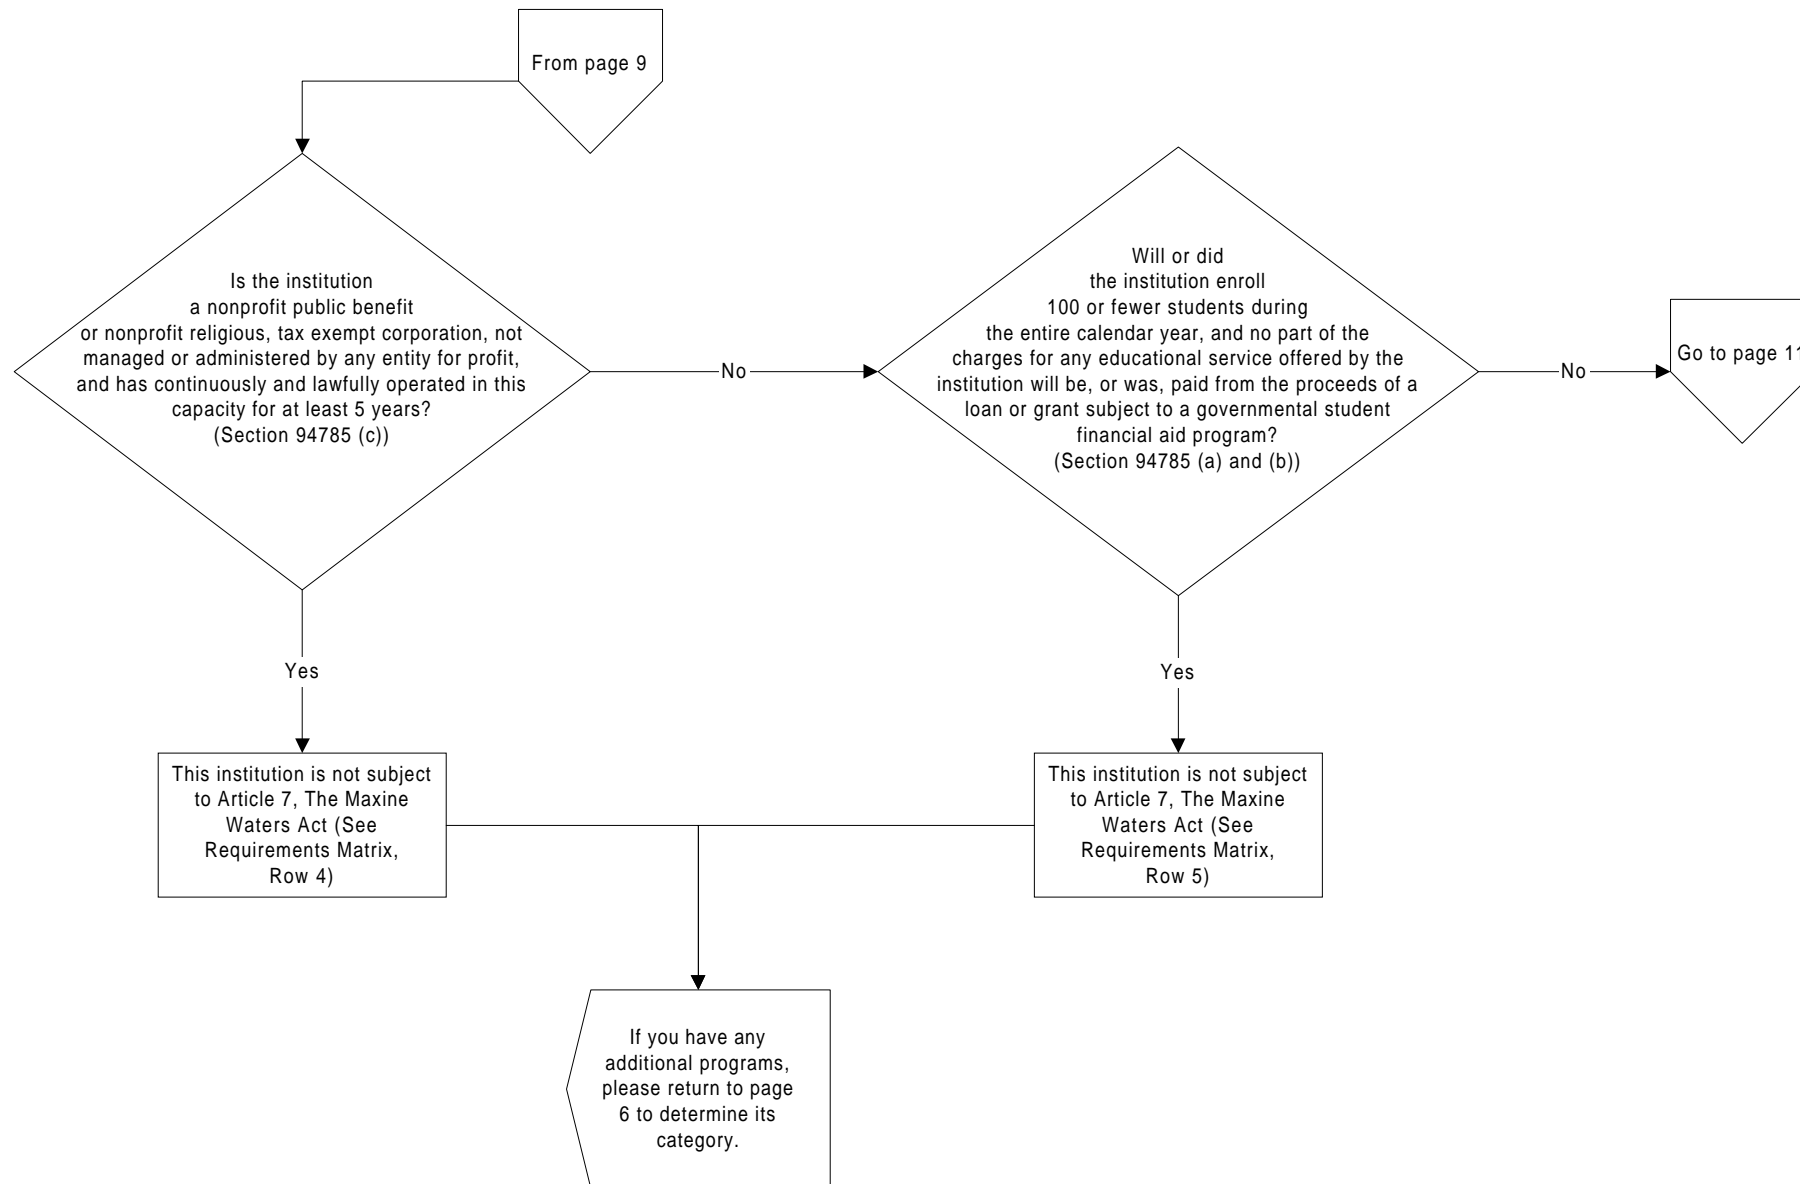 From page 9
Is the institution
a nonprofit public benefit
or nonprofit religious, tax exempt corporation, not
managed or administered by any entity for profit,
and has continuously and lawfully operated in this
capacity for at least 5 years?
(Section 94785 (c))
No
Will or did
the institution enroll
100 or fewer students during
the entire calendar year, and no part of the
charges for any educational service offered by the
institution will be, or was, paid from the proceeds of a
loan or grant subject to a governmental student
financial aid program?
(Section 94785 (a) and (b))
No
Go to page 11
Yes
Yes
This institution is not subject
to Article 7, The Maxine
Waters Act (See
Requirements Matrix,
Row 4)
This institution is not subject
to Article 7, The Maxine
Waters Act (See
Requirements Matrix,
Row 5)
If you have any
additional programs,
please return to page
6 to determine its
category.